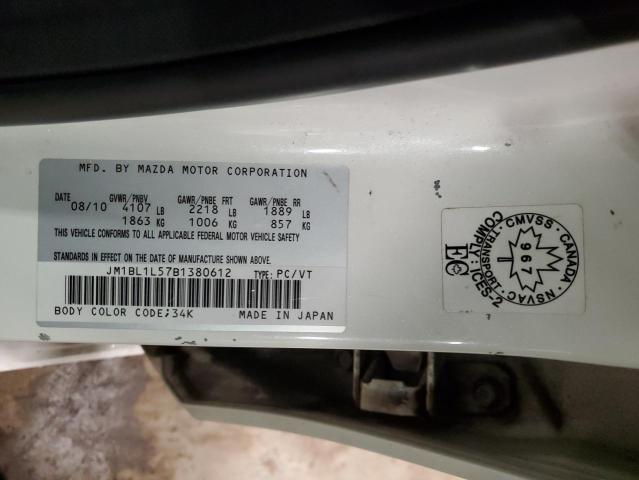 MFD. BY MAZDA MOTOR CORPORATION
DATE GVWR/PNBV GAWR/PNBE FRT GAWR/PNBE RR
08/10 4107 LB 2218 LB 1889 LB
1863 KG 1006 KG 857 KG
THIS VEHICLE CONFORMS TO ALL APPLICABLE FEDERAL MOTOR VEHICLE SAFETY
STANDARDS IN EFFECT ON THE DATE OF MANUFACTURE SHOWN ABOVE.
JM1BL1L57B1380612 TYPE: PC/VT
BODY COLOR CODE;34K MADE IN JAPAN
COMPLY: ICES-2
EC
TRANSPORT · CMVSS · CANADA · NSVAC
967